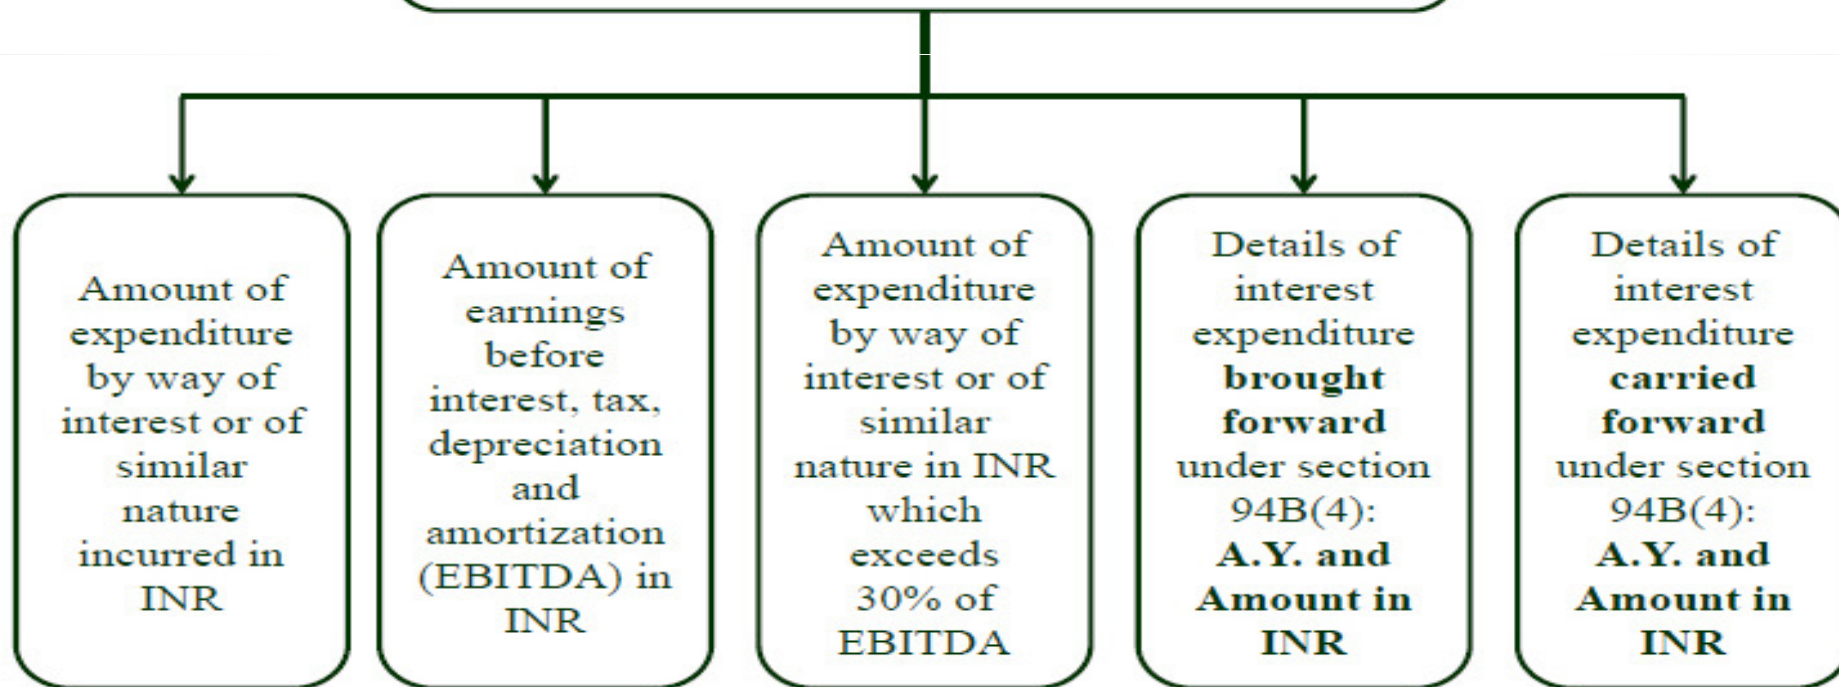 Amount of
expenditure
by way of
interest or of
similar
nature
incurred in
INR
Amount of
earnings
before
interest, tax,
depreciation
and
amortization
(EBITDA) in
INR
Amount of
expenditure
by way of
interest or of
similar
nature in INR
which
exceeds
30% of
EBITDA
Details of
interest
expenditure
brought
forward
under section
94B(4):
A.Y. and
Amount in
INR
Details of
interest
expenditure
carried
forward
under section
94B(4):
A.Y. and
Amount in
INR